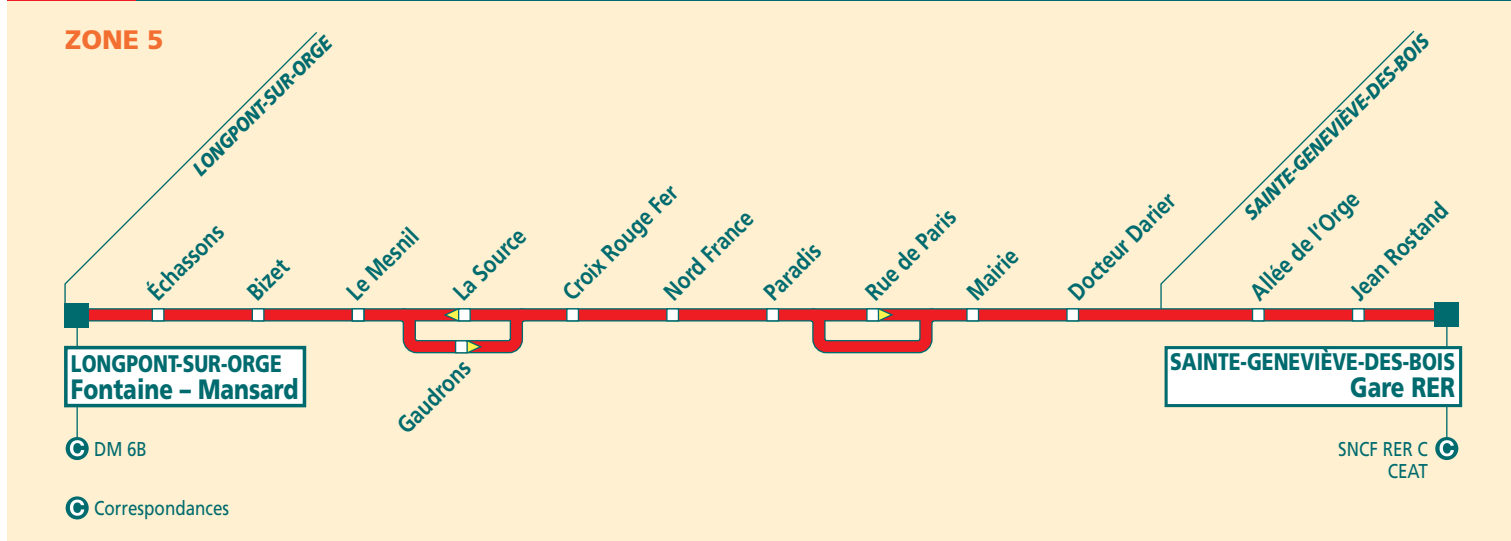 ZONE 5
LONGPONT-SUR-ORGE
SAINTE-GENEVIÈVE-DES-BOIS
Échassons
Bizet
Le Mesnil
La Source
Croix Rouge Fer
Nord France
Paradis
Rue de Paris
Mairie
Docteur Darier
Allée de l'Orge
Jean Rostand
Gaudrons
LONGPONT-SUR-ORGE
Fontaine – Mansard
SAINTE-GENEVIÈVE-DES-BOIS
Gare RER
C DM 6B
SNCF RER C C
CEAT
C Correspondances